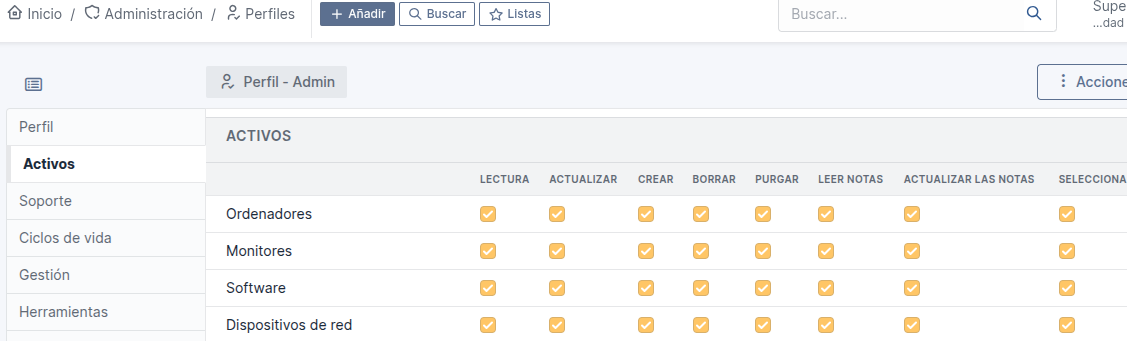 Inicio / Administración / Perfiles
Añadir
Buscar
Listas
Buscar...
Supe
...dad
Perfil - Admin
Accione
Perfil
Activos
Soporte
Ciclos de vida
Gestión
Herramientas
ACTIVOS
LECTURA ACTUALIZAR CREAR BORRAR PURGAR LEER NOTAS ACTUALIZAR LAS NOTAS SELECCIONA
Ordenadores
Monitores
Software
Dispositivos de red